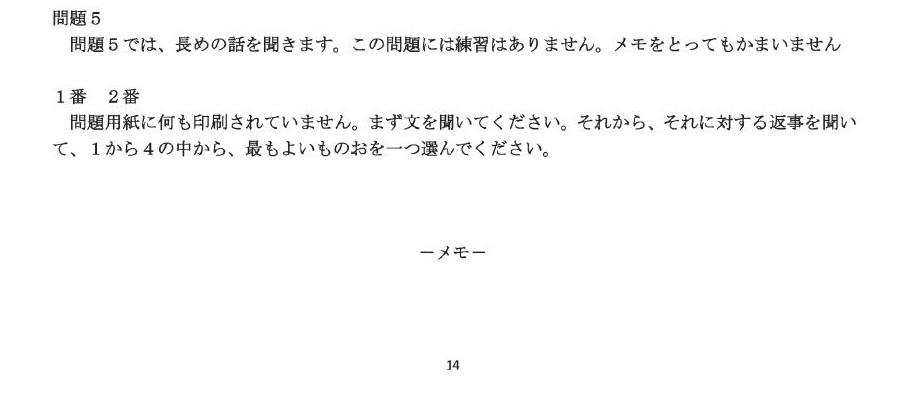 問題５
問題５では、長めの話を聞きます。この問題には練習はありません。メモをとってもかまいません
１番　２番
問題用紙に何も印刷されていません。まず文を聞いてください。それから、それに対する返事を聞い
て、１から４の中から、最もよいものおを一つ選んでください。
－メモ－
14